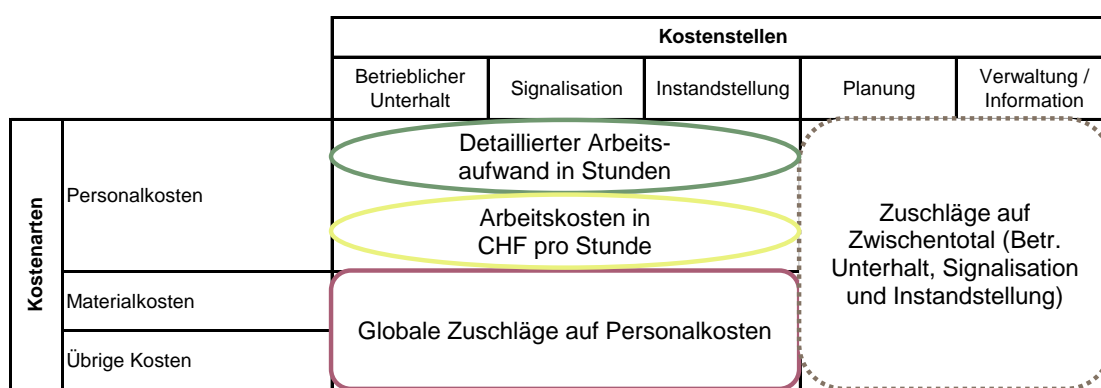 Kostenstellen
Betrieblicher
Unterhalt
Signalisation
Instandstellung
Planung
Verwaltung /
Information
Kostenarten
Personalkosten
Detaillierter Arbeits-
aufwand in Stunden
Arbeitskosten in
CHF pro Stunde
Zuschläge auf
Zwischentotal (Betr.
Unterhalt, Signalisation
und Instandstellung)
Materialkosten
Globale Zuschläge auf Personalkosten
Übrige Kosten